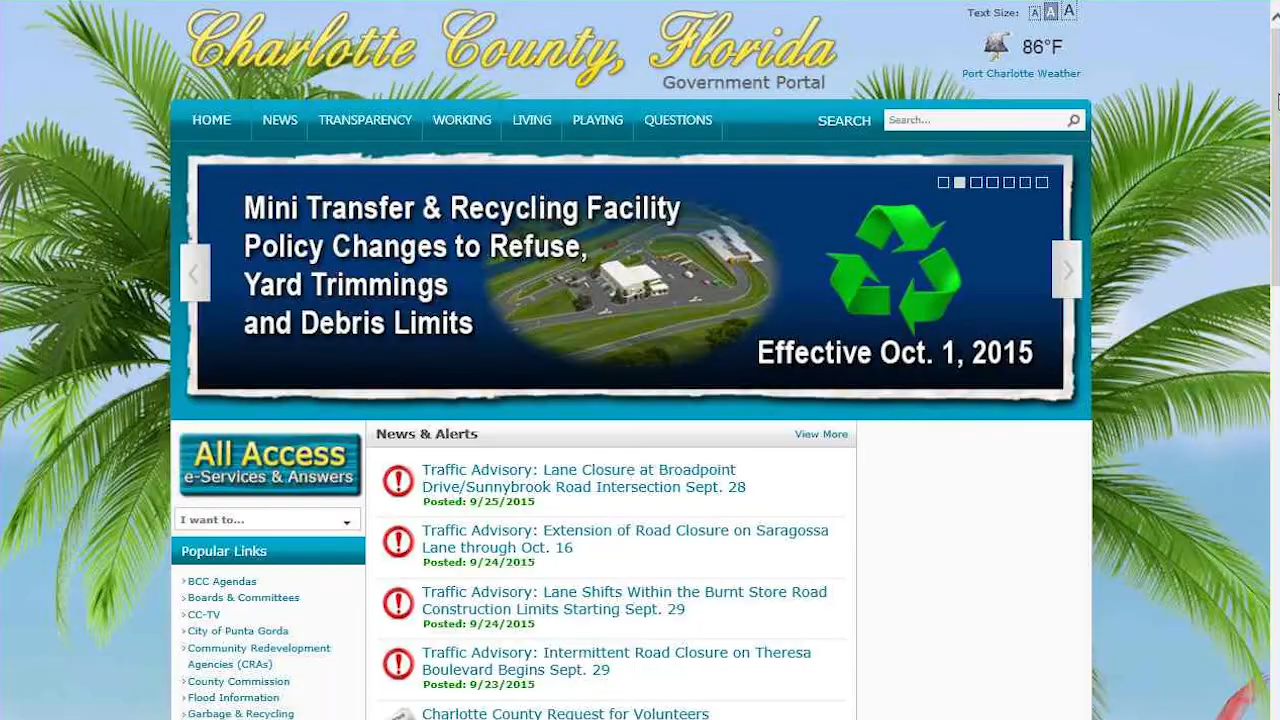 Charlotte County, Florida
Government Portal
Text Size: A A A
86°F
Port Charlotte Weather
HOME NEWS TRANSPARENCY WORKING LIVING PLAYING QUESTIONS SEARCH Search...
Mini Transfer & Recycling Facility
Policy Changes to Refuse,
Yard Trimmings
and Debris Limits
Effective Oct. 1, 2015
All Access
e-Services & Answers
I want to...
Popular Links
BCC Agendas
Boards & Committees
CC-TV
City of Punta Gorda
Community Redevelopment
Agencies (CRAs)
County Commission
Flood Information
Garbage & Recycling
News & Alerts View More
Traffic Advisory: Lane Closure at Broadpoint
Drive/Sunnybrook Road Intersection Sept. 28
Posted: 9/25/2015
Traffic Advisory: Extension of Road Closure on Saragossa
Lane through Oct. 16
Posted: 9/24/2015
Traffic Advisory: Lane Shifts Within the Burnt Store Road
Construction Limits Starting Sept. 29
Posted: 9/24/2015
Traffic Advisory: Intermittent Road Closure on Theresa
Boulevard Begins Sept. 29
Posted: 9/23/2015
Charlotte County Request for Volunteers